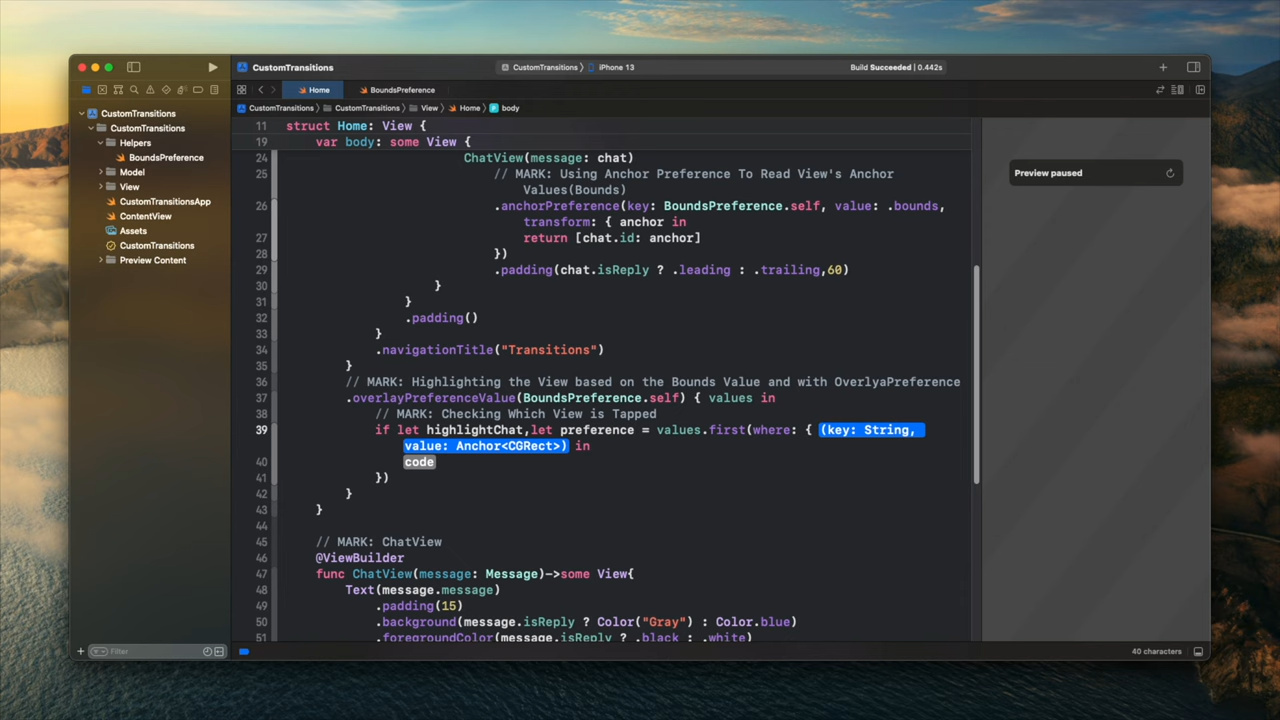 CustomTransitions
CustomTransitions
iPhone 13
Build Succeeded | 0.442s
Home
BoundsPreference
CustomTransitions
CustomTransitions
View
Home
body
CustomTransitions
CustomTransitions
Helpers
BoundsPreference
Model
View
CustomTransitionsApp
ContentView
Assets
CustomTransitions
Preview Content
Filter
11 struct Home: View {
19 var body: some View {
24 ChatView(message: chat)
25 // MARK: Using Anchor Preference To Read View's Anchor
Values(Bounds)
26 .anchorPreference(key: BoundsPreference.self, value: .bounds,
transform: { anchor in
27 return [chat.id: anchor]
28 })
29 .padding(chat.isReply ? .leading : .trailing,60)
30 }
31 }
32 .padding()
33 }
34 .navigationTitle("Transitions")
35 }
36 // MARK: Highlighting the View based on the Bounds Value and with OverlyaPreference
37 .overlayPreferenceValue(BoundsPreference.self) { values in
38 // MARK: Checking Which View is Tapped
39 if let highlightChat,let preference = values.first(where: { (key: String,
value: Anchor<CGRect>) in
40 code
41 })
42 }
43 }
44
45 // MARK: ChatView
46 @ViewBuilder
47 func ChatView(message: Message)->some View{
48 Text(message.message)
49 .padding(15)
50 .background(message.isReply ? Color("Gray") : Color.blue)
51 .foregroundColor(message.isReply ? .black : .white)
Preview paused
40 characters